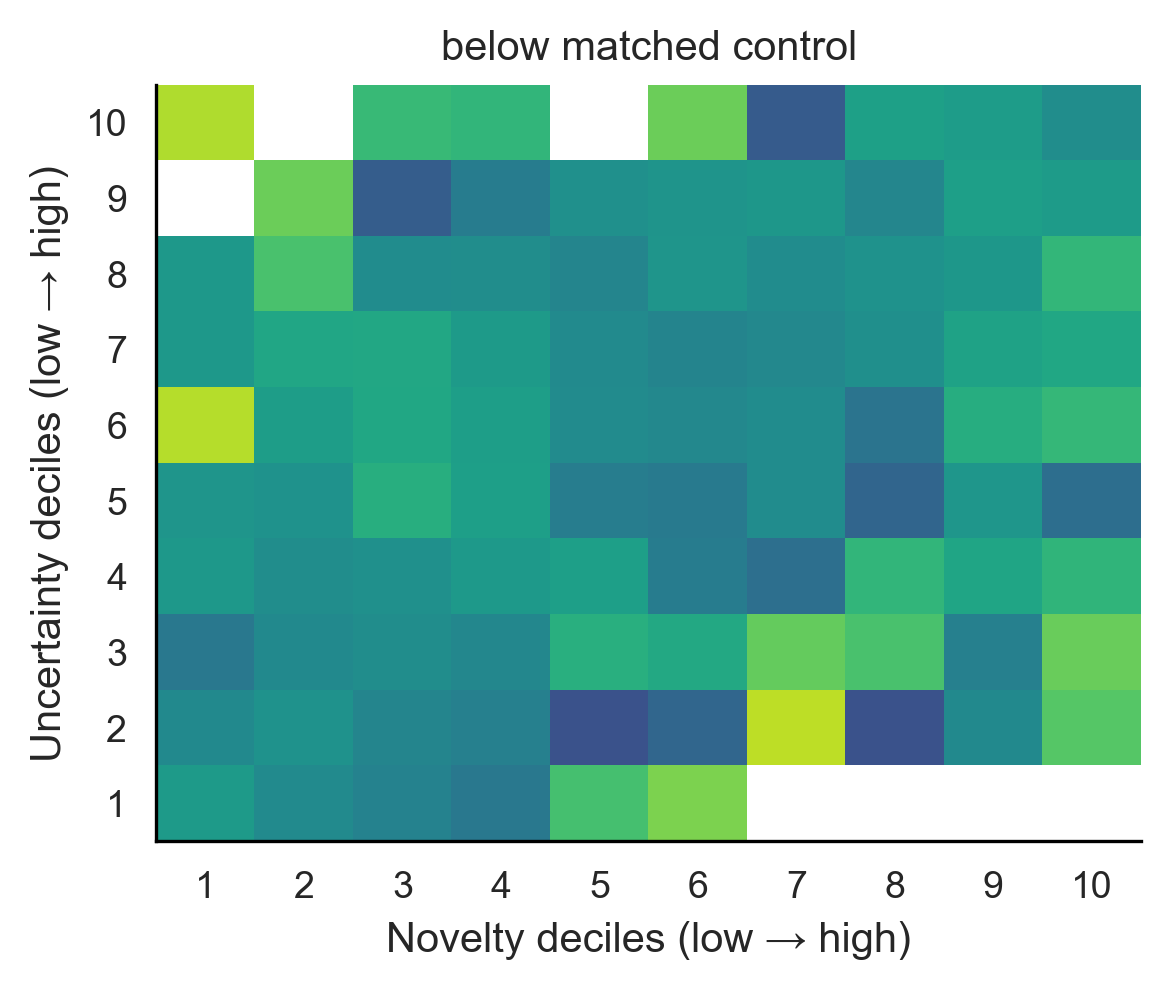 below matched control
10
9
8
7
6
5
4
3
2
1
Uncertainty deciles (low → high)
1 2 3 4 5 6 7 8 9 10
Novelty deciles (low → high)